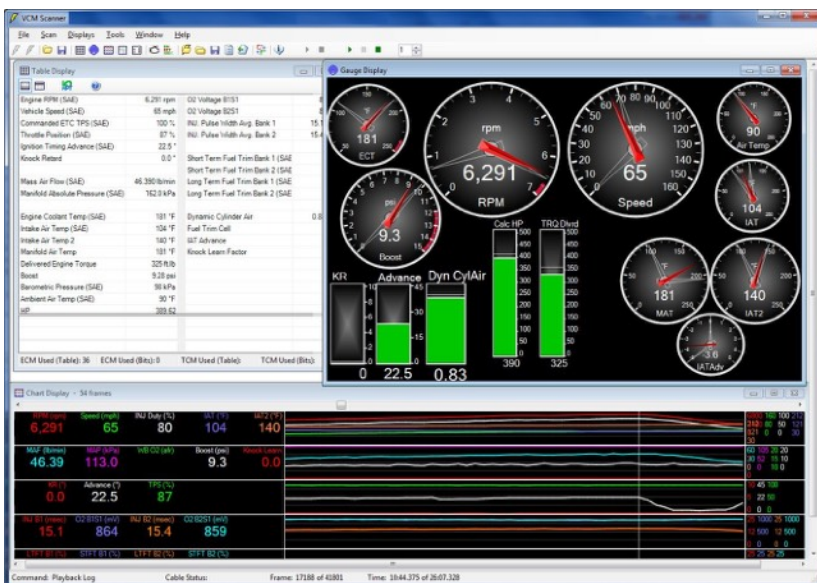 VCM Scanner
File Scan Displays Tools Window Help
Table Display
Engine RPM (SAE) 6,291 rpm O2 Voltage B1S1
Vehicle Speed (SAE) 65 mph O2 Voltage B2S1
Commanded ETC TPS (SAE) 100 % INJ. Pulse Width Avg. Bank 1 15.1
Throttle Position (SAE) 87 % INJ. Pulse Width Avg. Bank 2 15.4
Ignition Timing Advance (SAE) 22.5 °
Knock Retard 0.0 ° Short Term Fuel Trim Bank 1 (SAE
Short Term Fuel Trim Bank 2 (SAE
Mass Air Flow (SAE) 46.390 lb/min Long Term Fuel Trim Bank 1 (SAE
Manifold Absolute Pressure (SAE) 162.0 kPa Long Term Fuel Trim Bank 2 (SAE
Engine Coolant Temp (SAE) 181 °F Dynamic Cylinder Air 0.8
Intake Air Temp (SAE) 104 °F Fuel Trim Cell
Intake Air Temp 2 140 °F IAT Advance
Manifold Air Temp 181 °F Knock Learn Factor
Delivered Engine Torque 325 ft.lb
Boost 9.28 psi
Barometric Pressure (SAE) 98 kPa
Ambient Air Temp (SAE) 90 °F
HP 389.62
ECM Used (Table): 36 ECM Used (Bits): 0 TCM Used (Table): TCM Used (Bits):
Gauge Display
°F
181
ECT
rpm
6,291
RPM
mph
65
Speed
°F
90
Air Temp
°F
104
IAT
psi
9.3
Boost
°F
181
MAT
°F
140
IAT2
-3.6
IATAdv
KR Advance Dyn CylAir Calc HP TRQ Dlvrd
0 22.5 0.83 390 325
Chart Display - 54 frames
RPM (rpm) Speed (mph) INJ Duty (%) IAT (°F) IAT2 (°F)
6,291 65 80 104 140
MAF (lb/min) MAP (kPa) WB O2 (afr) Boost (psi) Knock Learn
46.39 113.0 9.3 0.0
KR (°) Advance (°) TPS (%)
0.0 22.5 87
INJ B1 (msec) O2 B1S1 (mV) INJ B2 (msec) O2 B2S1 (mV)
15.1 864 15.4 859
LTFT B1 (%) STFT B1 (%) LTFT B2 (%) STFT B2 (%)
Command: Playback Log Cable Status: Frame: 17188 of 41801 Time: 10:44.375 of 26:07.328